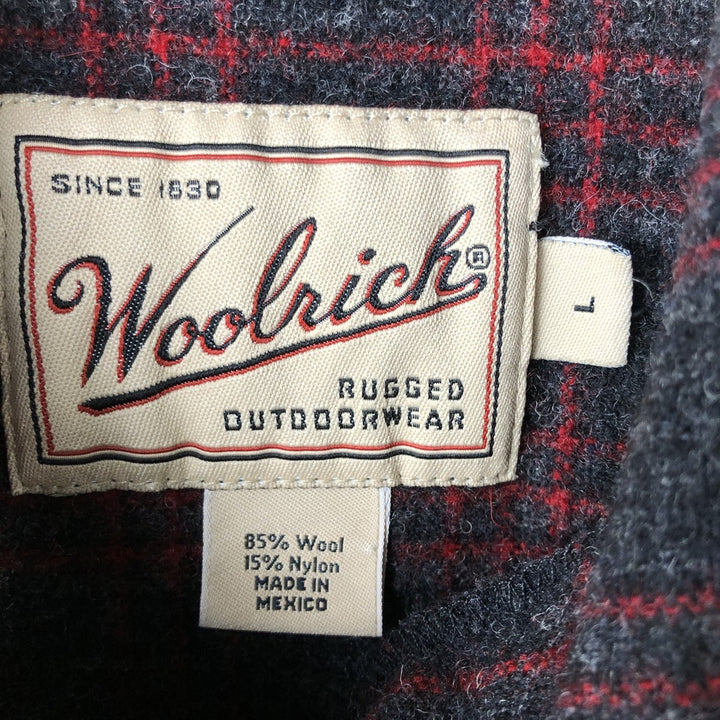 SINCE 1830
Woolrich®
RUGGED
OUTDOORWEAR
L
85% Wool
15% Nylon
MADE IN
MEXICO